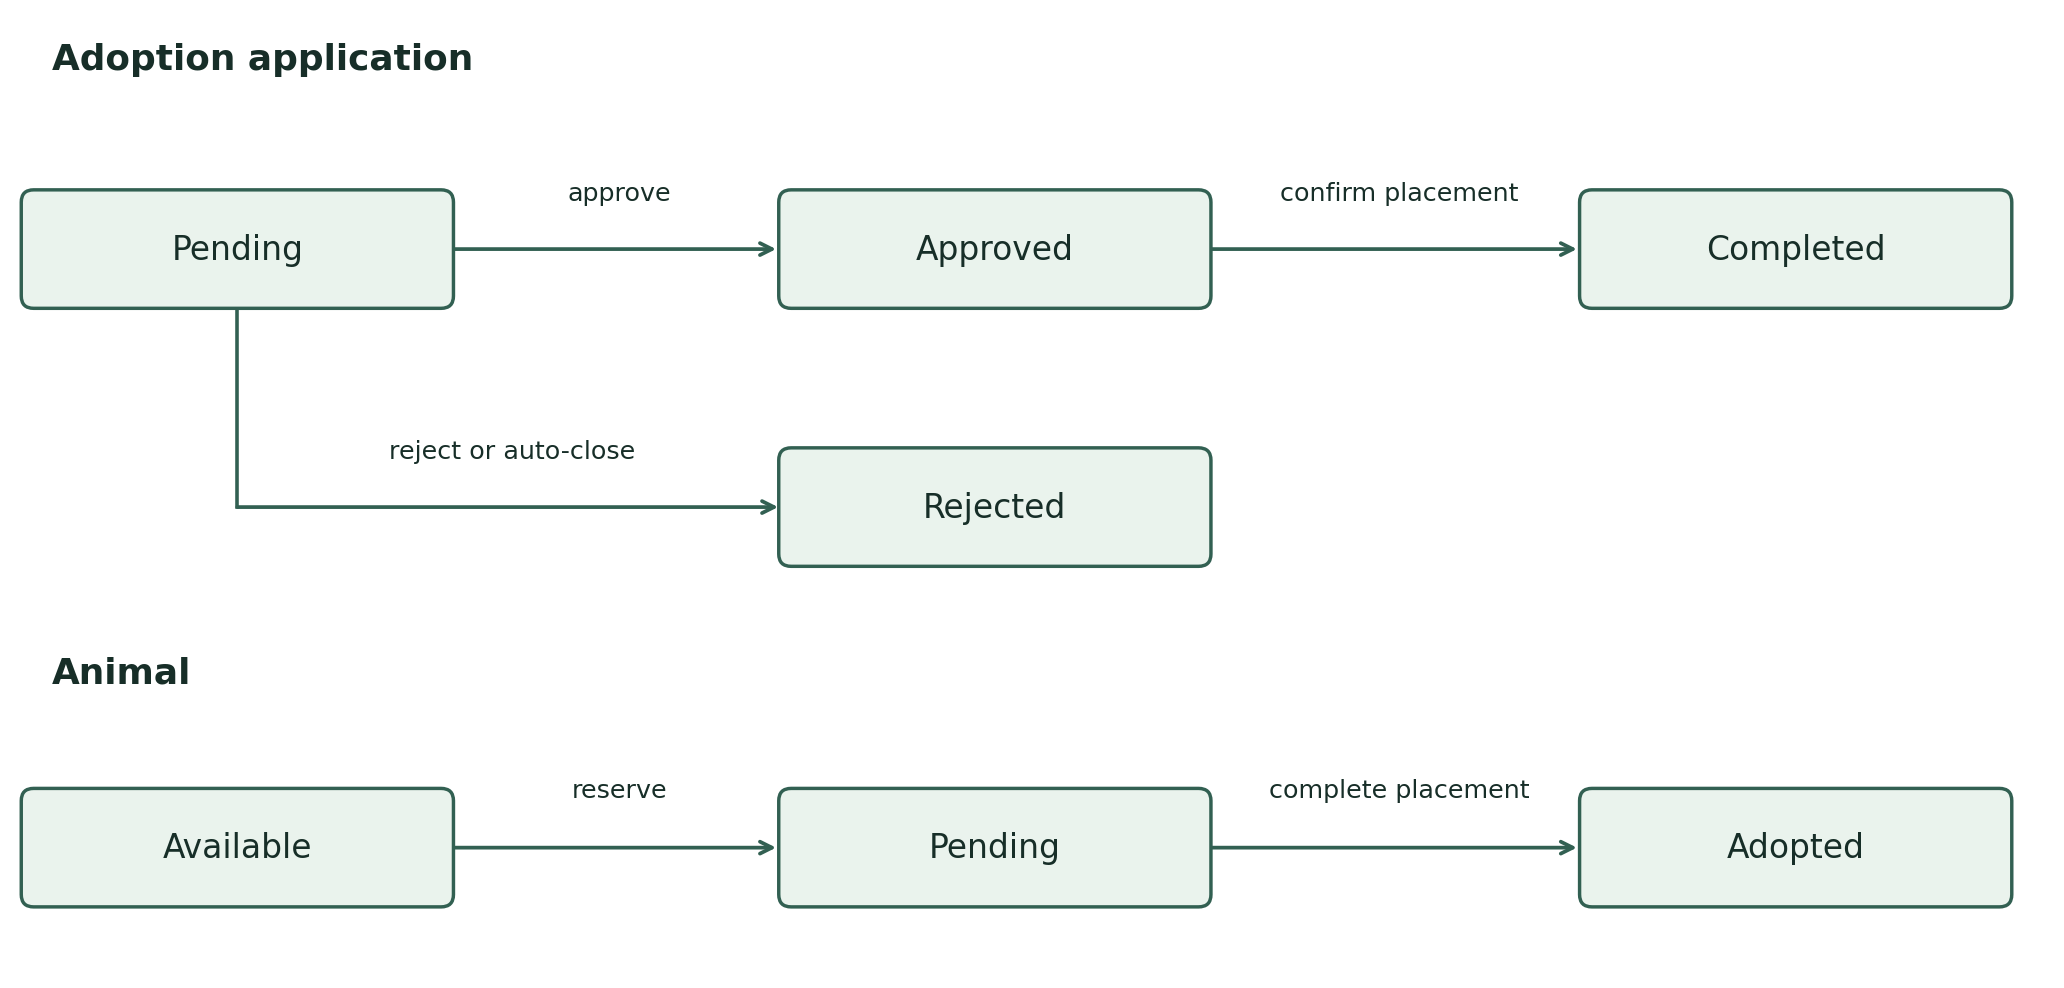 Adoption application
approve
confirm placement
Pending
Approved
Completed
reject or auto-close
Rejected
Animal
reserve
complete placement
Available
Pending
Adopted